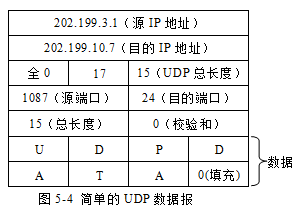 202.199.3.1（源 IP 地址）
202.199.10.7（目的 IP 地址）
全 0 17 15（UDP 总长度）
1087（源端口） 24（目的端口）
15（总长度） 0（校验和）
U D P D
数据
A T A 0(填充)
图 5-4 简单的 UDP 数据报